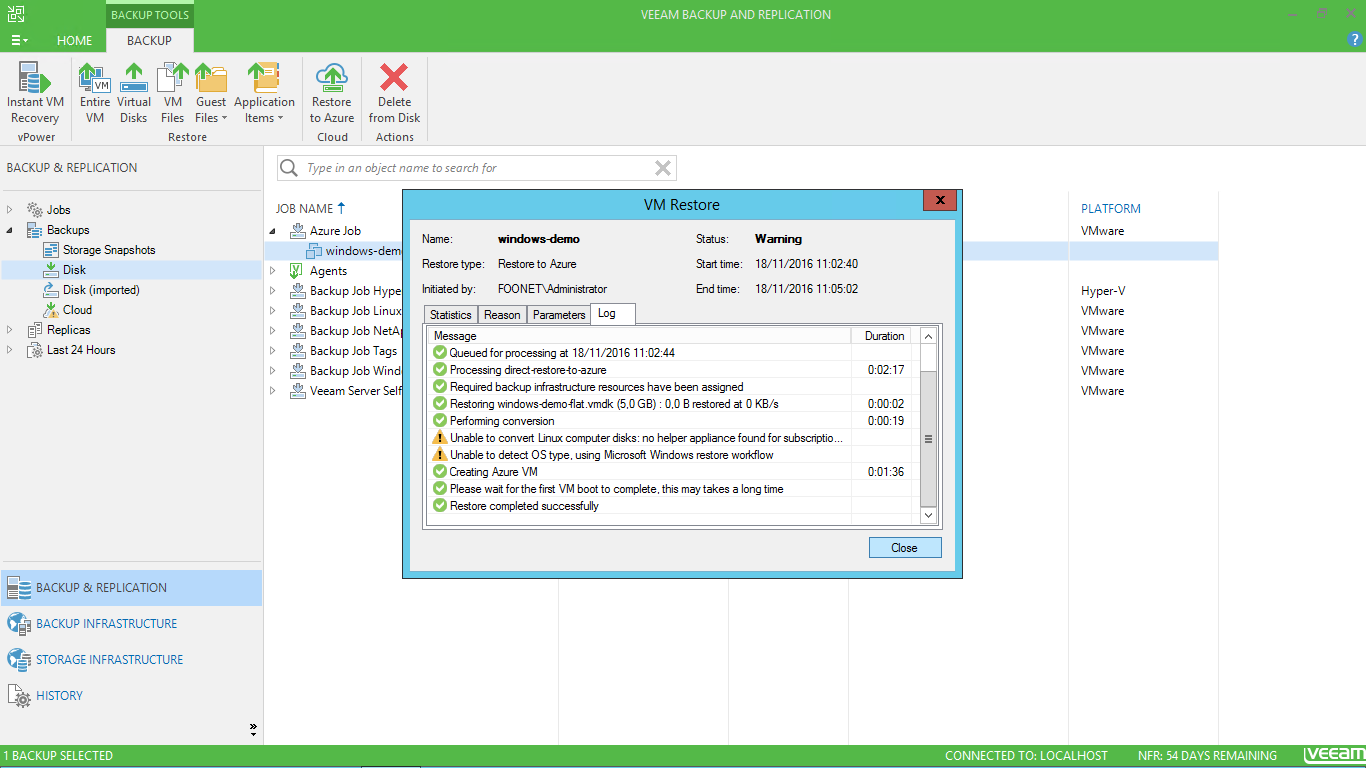 BACKUP TOOLS
VEEAM BACKUP AND REPLICATION
HOME
BACKUP
Instant VM Recovery
Entire VM
Virtual Disks
VM Files
Guest Files
Application Items
Restore to Azure
Delete from Disk
vPower
Restore
Cloud
Actions
BACKUP & REPLICATION
Jobs
Backups
Storage Snapshots
Disk
Disk (imported)
Cloud
Replicas
Last 24 Hours
BACKUP & REPLICATION
BACKUP INFRASTRUCTURE
STORAGE INFRASTRUCTURE
HISTORY
Type in an object name to search for
JOB NAME
PLATFORM
Azure Job
VMware
windows-demo
Agents
Backup Job Hype
Hyper-V
Backup Job Linux
VMware
Backup Job NetA
VMware
Backup Job Tags
VMware
Backup Job Wind
VMware
Veeam Server Self
VMware
VM Restore
Name: windows-demo
Status: Warning
Restore type: Restore to Azure
Start time: 18/11/2016 11:02:40
Initiated by: FOONET\Administrator
End time: 18/11/2016 11:05:02
Statistics
Reason
Parameters
Log
Message
Duration
Queued for processing at 18/11/2016 11:02:44
Processing direct-restore-to-azure 0:02:17
Required backup infrastructure resources have been assigned
Restoring windows-demo-flat.vmdk (5,0 GB) : 0,0 B restored at 0 KB/s 0:00:02
Performing conversion 0:00:19
Unable to convert Linux computer disks: no helper appliance found for subscriptio...
Unable to detect OS type, using Microsoft Windows restore workflow
Creating Azure VM 0:01:36
Please wait for the first VM boot to complete, this may takes a long time
Restore completed successfully
Close
1 BACKUP SELECTED
CONNECTED TO: LOCALHOST
NFR: 54 DAYS REMAINING
veeam